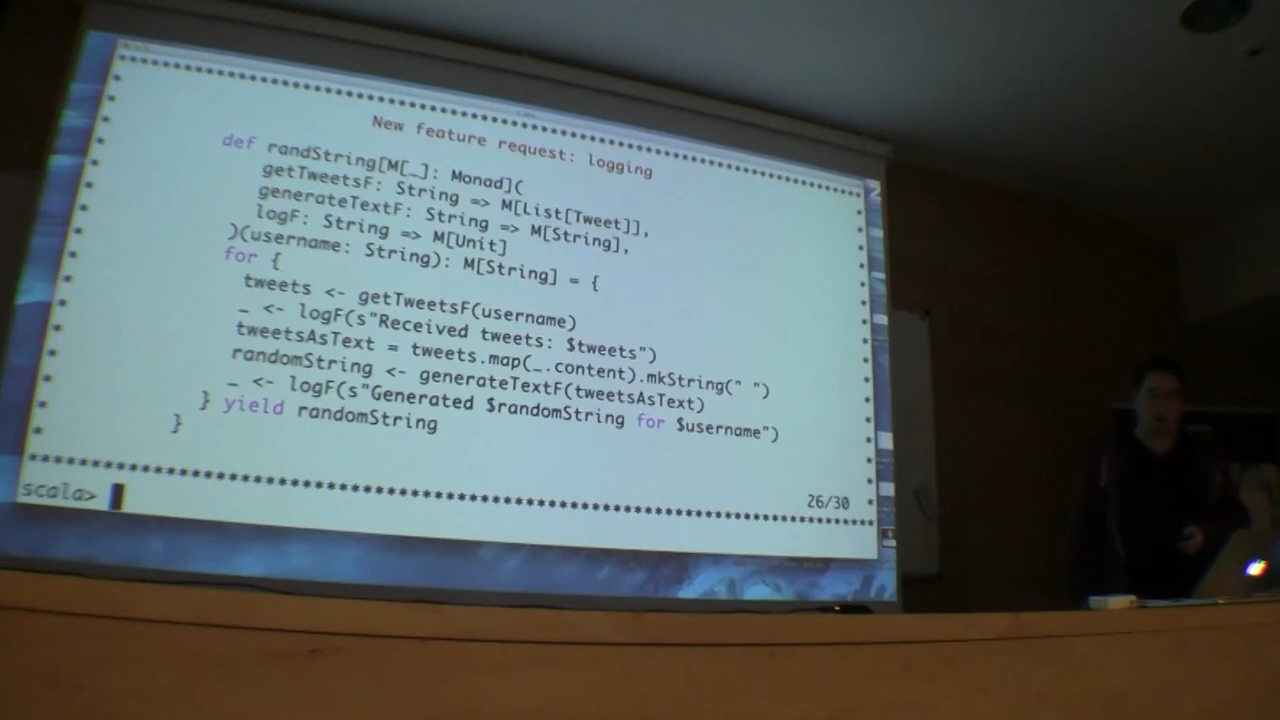 New feature request: logging
def randString[M[_]: Monad](
getTweetsF: String => M[List[Tweet]],
generateTextF: String => M[String],
logF: String => M[Unit]
)(username: String): M[String] = {
for {
tweets <- getTweetsF(username)
_ <- logF(s"Received tweets: $tweets")
tweetsAsText = tweets.map(_.content).mkString(" ")
randomString <- generateTextF(tweetsAsText)
_ <- logF(s"Generated $randomString for $username")
} yield randomString
}
26/30
scala>